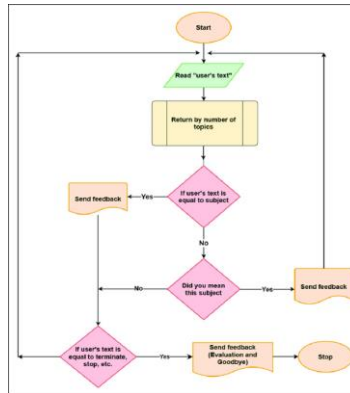 Start
Read "user's text"
Return by number of
topics
If user's text is
equal to subject
Yes
Send feedback
No
Did you mean
this subject
No
Yes
Send feedback
If user's text is
equal to terminate,
stop, etc.
Yes
Send feedback
(Evaluation and
Goodbye)
Stop